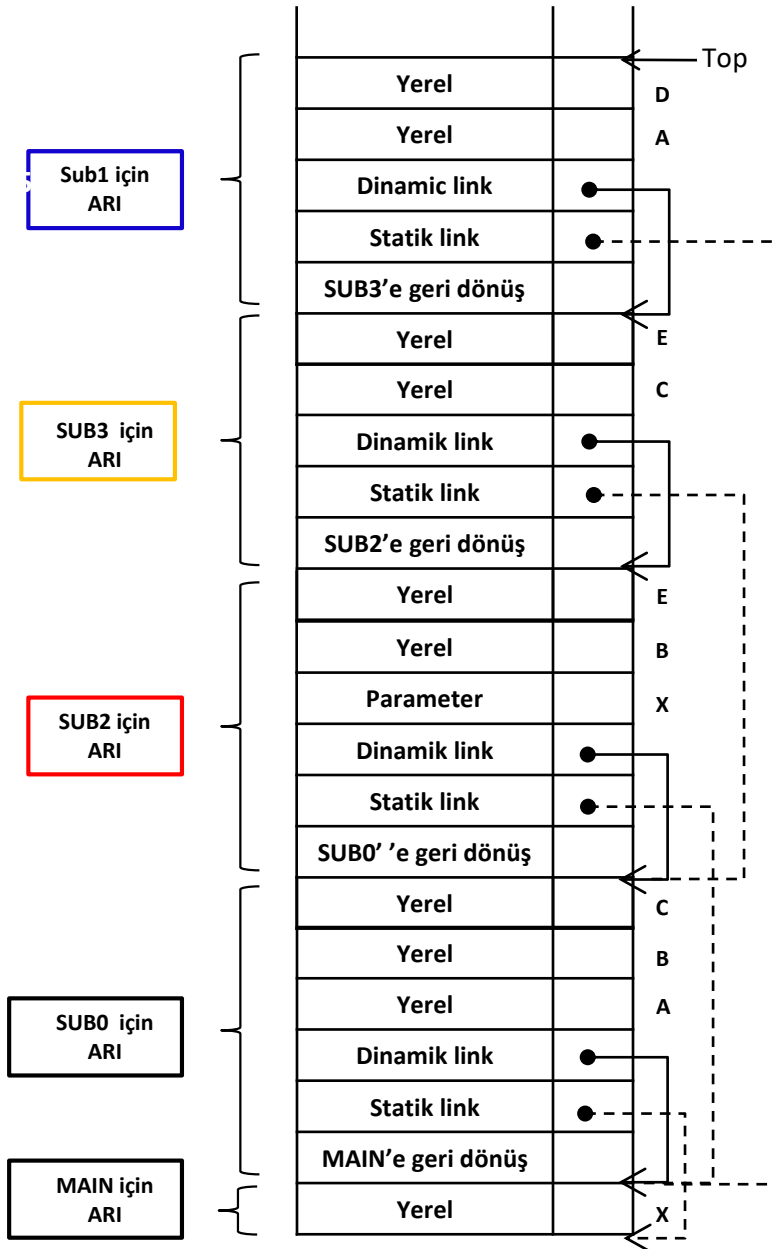 Top
Yerel
D
Yerel
A
S
Sub1 için
ARI
Dinamic link
Statik link
SUB3’e geri dönüş
Yerel
E
Yerel
C
SUB3 için
ARI
Dinamik link
Statik link
SUB2’e geri dönüş
Yerel
E
Yerel
B
Parameter
X
SUB2 için
ARI
Dinamik link
Statik link
SUB0’ ’e geri dönüş
Yerel
C
Yerel
B
Yerel
A
SUB0 için
ARI
Dinamik link
Statik link
MAIN’e geri dönüş
MAIN için
ARI
Yerel
X